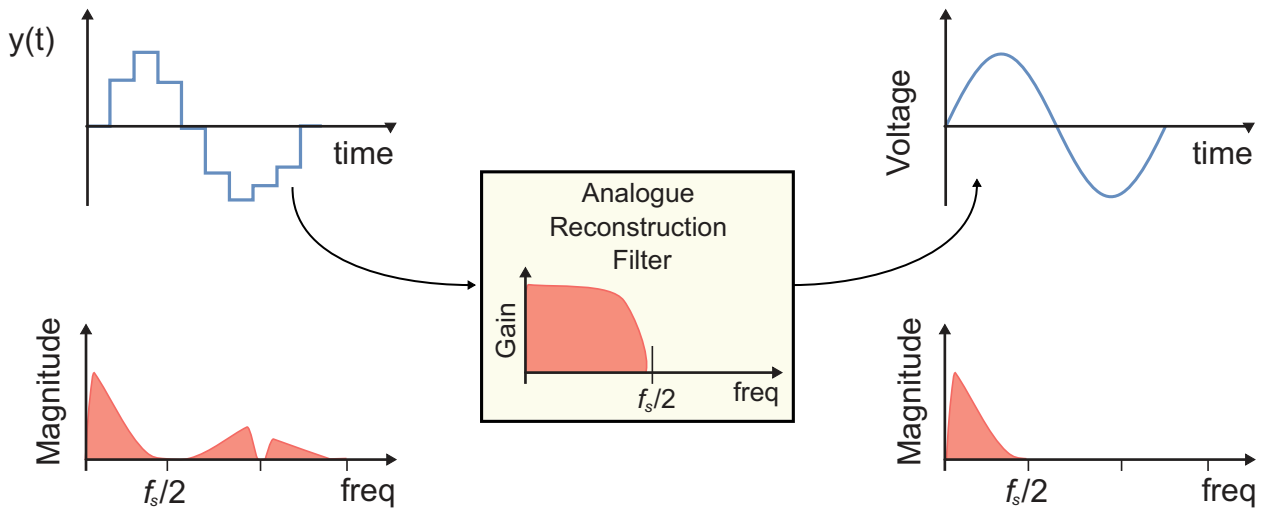 y(t)
time
Voltage
time
Analogue
Reconstruction
Filter
Gain
fs/2
freq
Magnitude
fs/2
freq
Magnitude
fs/2
freq